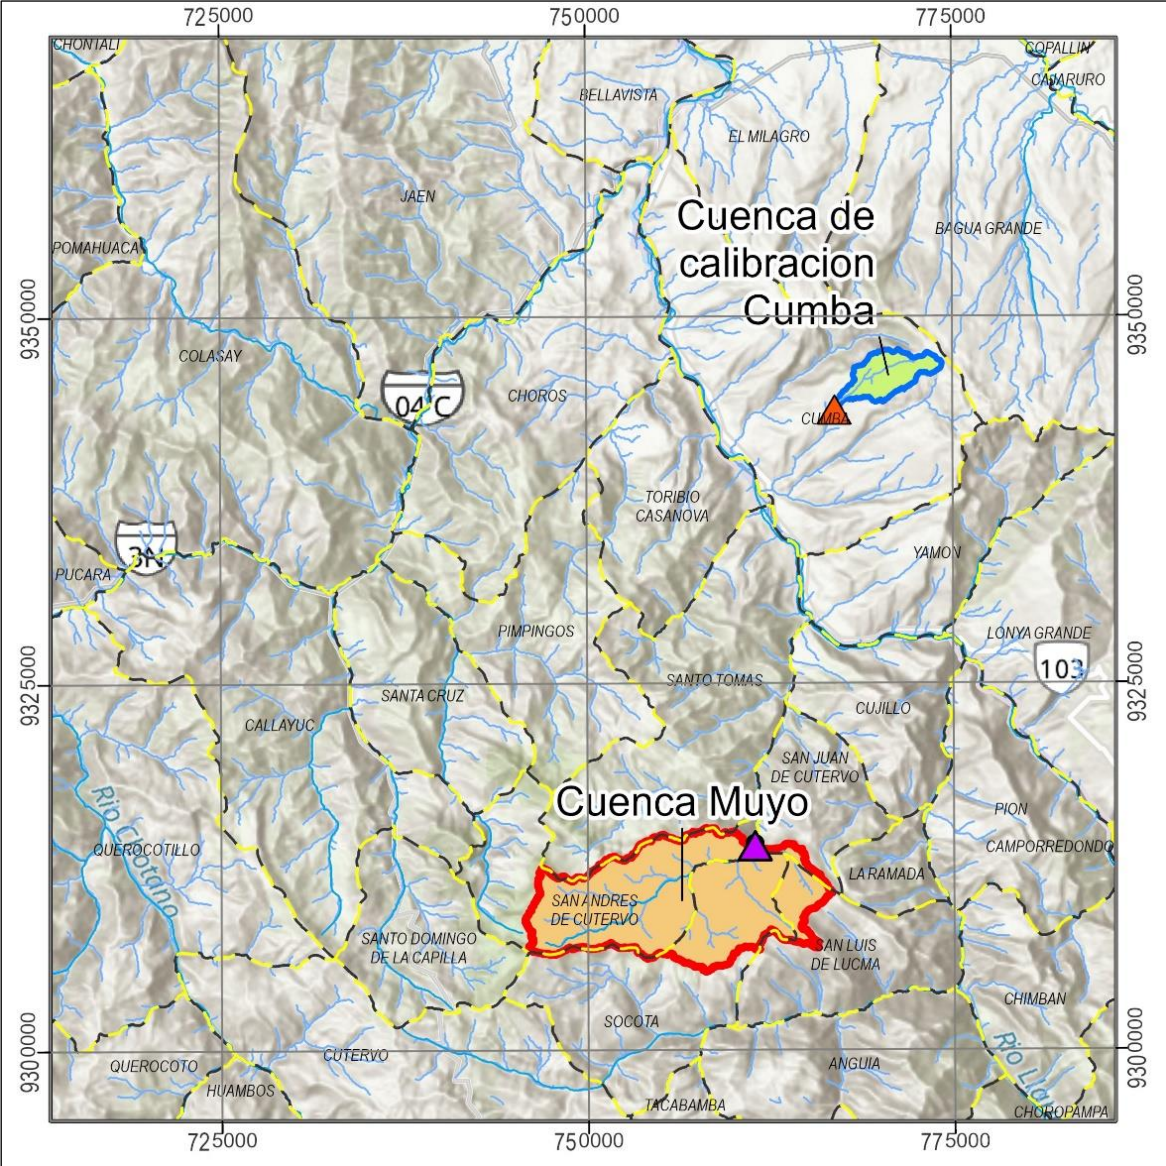 725000
750000
775000
CHONTALI
COPALLIN
CAJARURO
BELLAVISTA
EL MILAGRO
JAEN
Cuenca de
calibracion
Cumba
BAGUA GRANDE
POMAHUACA
9350000
9350000
COLASAY
04 C
CHOROS
CUMBA
TORIBIO
CASANOVA
3N
YAMON
PUCARA
PIMPINGOS
LONYA GRANDE
103
9325000
9325000
SANTO TOMAS
SANTA CRUZ
CUJILLO
CALLAYUC
SAN JUAN
DE CUTERVO
Cuenca Muyo
PION
Rio Chotano
QUEROCOTILLO
CAMPORREDONDO
LA RAMADA
SAN ANDRES
DE CUTERVO
SANTO DOMINGO
DE LA CAPILLA
SAN LUIS
DE LUCMA
CHIMBAN
SOCOTA
9300000
9300000
CUTERVO
QUEROCOTO
ANGUIA
HUAMBOS
TACABAMBA
Rio
CHOROPAMPA
725000
750000
775000